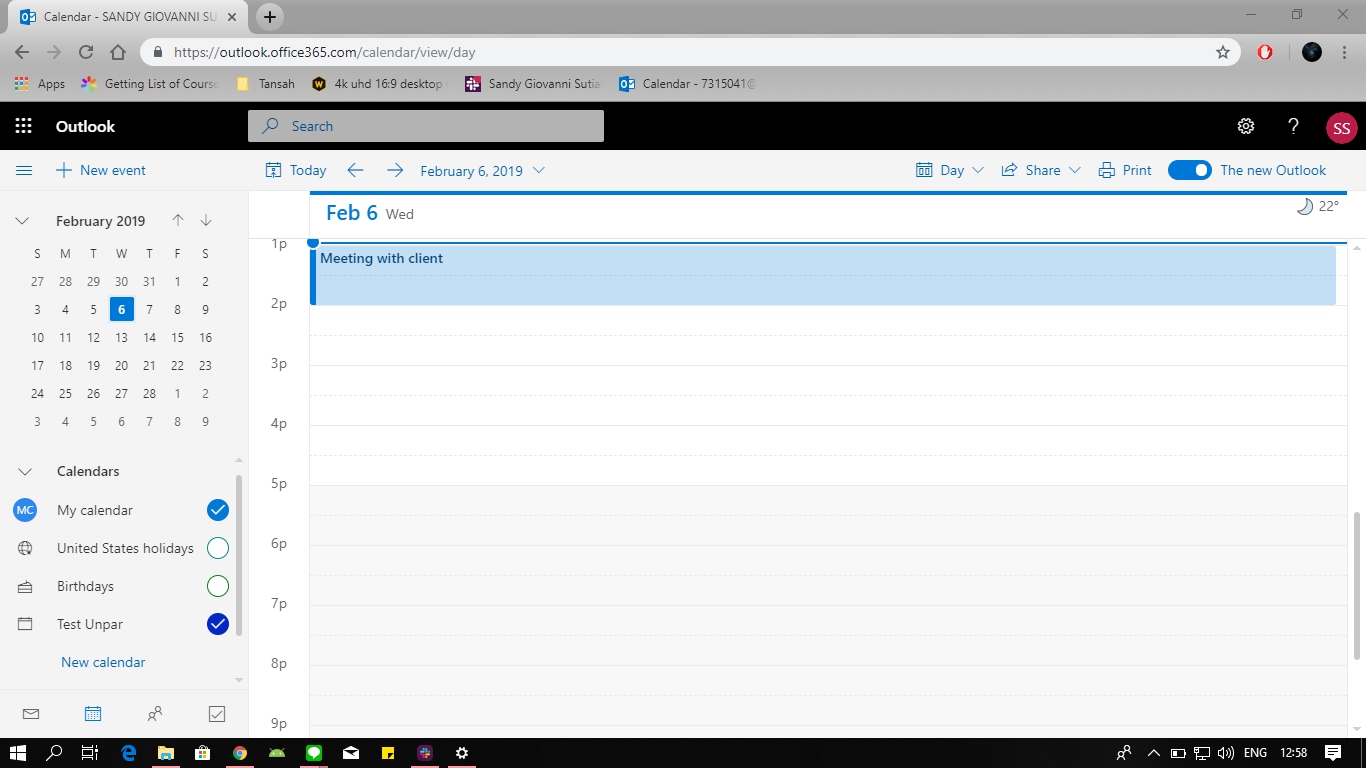 Calendar - SANDY GIOVANNI SU
https://outlook.office365.com/calendar/view/day
Apps Getting List of Course Tansah 4k uhd 16:9 desktop Sandy Giovanni Sutia Calendar - 7315041@
Outlook Search ? SS
New event Today February 6, 2019 Day Share Print The new Outlook
February 2019
S M T W T F S
27 28 29 30 31 1 2
3 4 5 6 7 8 9
10 11 12 13 14 15 16
17 18 19 20 21 22 23
24 25 26 27 28 1 2
3 4 5 6 7 8 9
Calendars
MC My calendar
United States holidays
Birthdays
Test Unpar
New calendar
Feb 6 Wed 22°
1p
Meeting with client
2p
3p
4p
5p
6p
7p
8p
9p
ENG 12:58